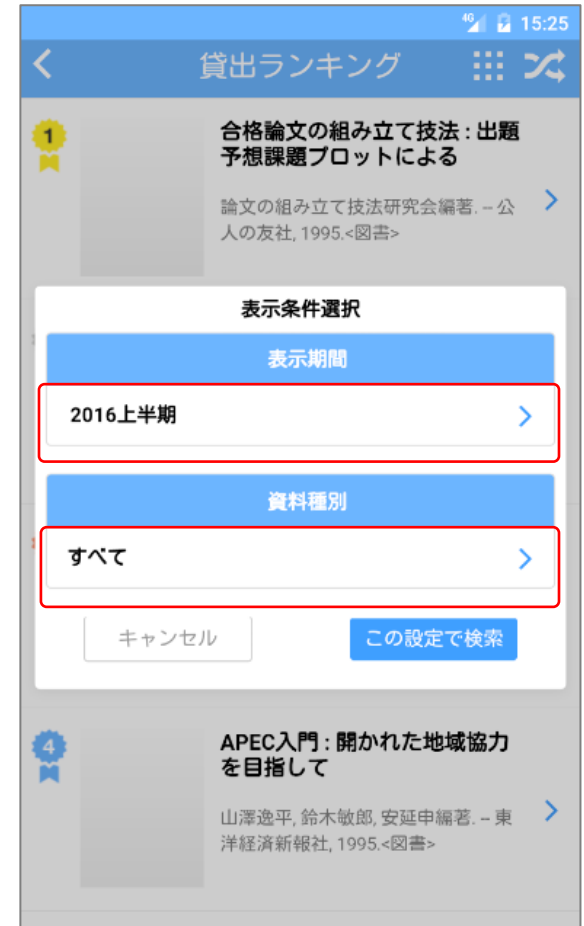 4G 15:25
貸出ランキング
1
合格論文の組み立て技法 : 出題
予想課題プロットによる
論文の組み立て技法研究会編著. -- 公
人の友社, 1995.<図書>
表示条件選択
表示期間
2016上半期
資料種別
すべて
キャンセル
この設定で検索
4
APEC入門 : 開かれた地域協力
を目指して
山澤逸平, 鈴木敏郎, 安延申編著. -- 東
洋経済新報社, 1995.<図書>